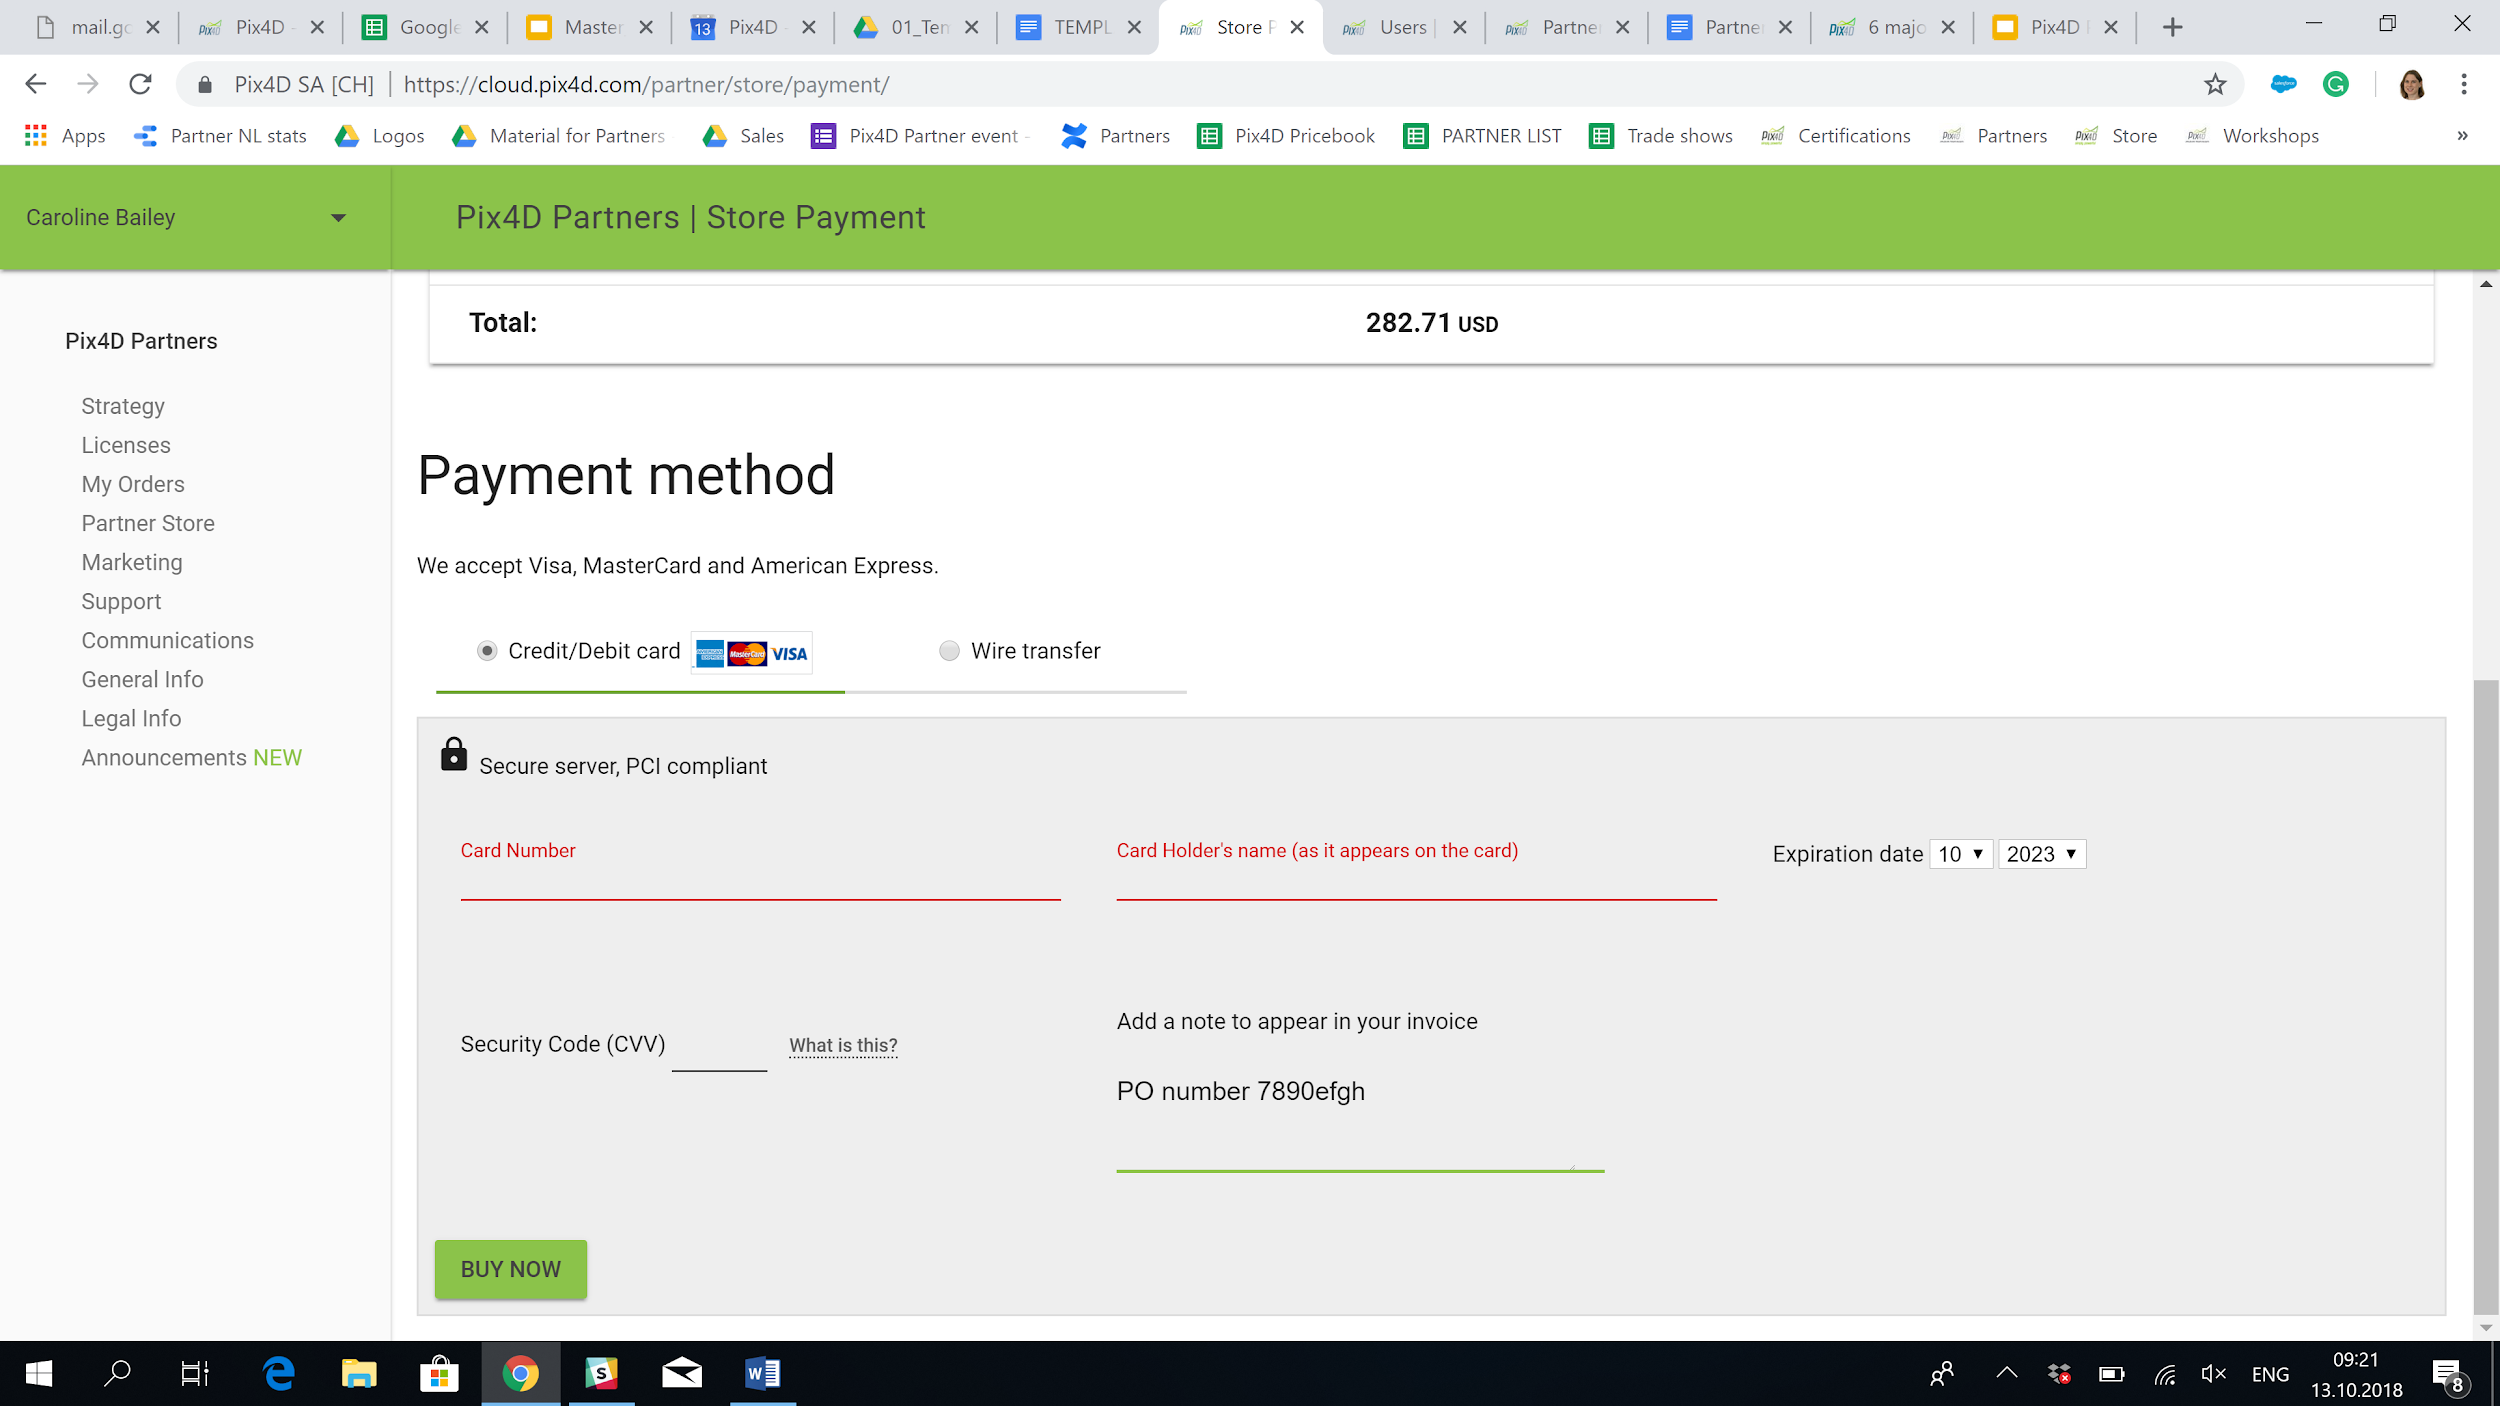 mail.gc
Pix4D -
Google
Master
13
Pix4D -
01_Tem
TEMPL
Store P
Users |
Partner
Partner
6 majo
Pix4D
Pix4D SA [CH] | https://cloud.pix4d.com/partner/store/payment/
Apps
Partner NL stats
Logos
Material for Partners
Sales
Pix4D Partner event -
Partners
Pix4D Pricebook
PARTNER LIST
Trade shows
Certifications
Partners
Store
Workshops
»
Caroline Bailey
Pix4D Partners | Store Payment
Total:
282.71 USD
Pix4D Partners
Strategy
Licenses
My Orders
Partner Store
Marketing
Support
Communications
General Info
Legal Info
Announcements NEW
Payment method
We accept Visa, MasterCard and American Express.
Credit/Debit card
MasterCard
VISA
Wire transfer
Secure server, PCI compliant
Card Number
Card Holder's name (as it appears on the card)
Expiration date 10 2023
Security Code (CVV)
What is this?
Add a note to appear in your invoice
PO number 7890efgh
BUY NOW
ENG
09:21
13.10.2018
8